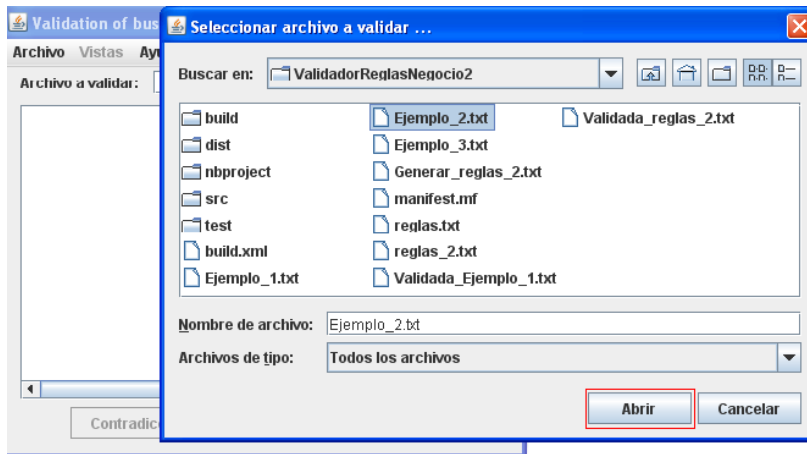 Validation of bus
Archivo Vistas Ayu
Archivo a validar:
Contradic
Seleccionar archivo a validar ...
Buscar en: ValidadorReglasNegocio2
build
dist
nbproject
src
test
build.xml
Ejemplo_1.txt
Ejemplo_2.txt
Ejemplo_3.txt
Generar_reglas_2.txt
manifest.mf
reglas.txt
reglas_2.txt
Validada_Ejemplo_1.txt
Validada_reglas_2.txt
Nombre de archivo: Ejemplo_2.txt
Archivos de tipo: Todos los archivos
Abrir Cancelar